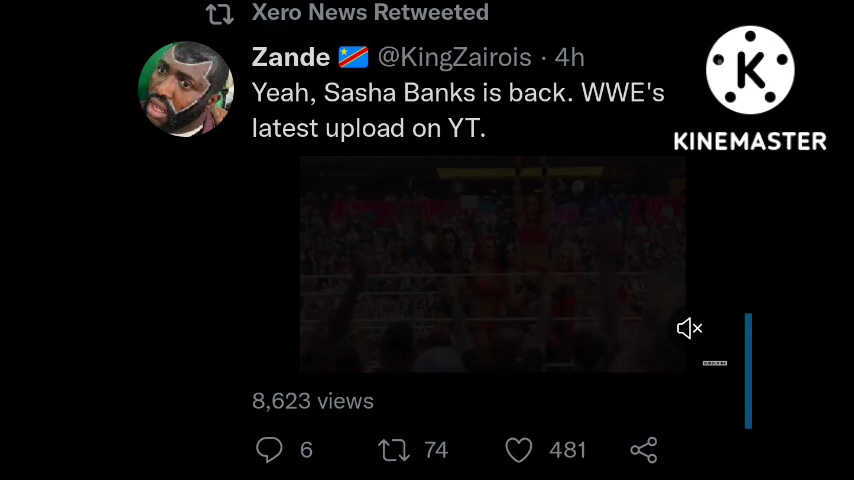 Xero News Retweeted
Zande 🇨🇩 @KingZairois · 4h
Yeah, Sasha Banks is back. WWE's
latest upload on YT.
K
KINEMASTER
8,623 views
6 74 481